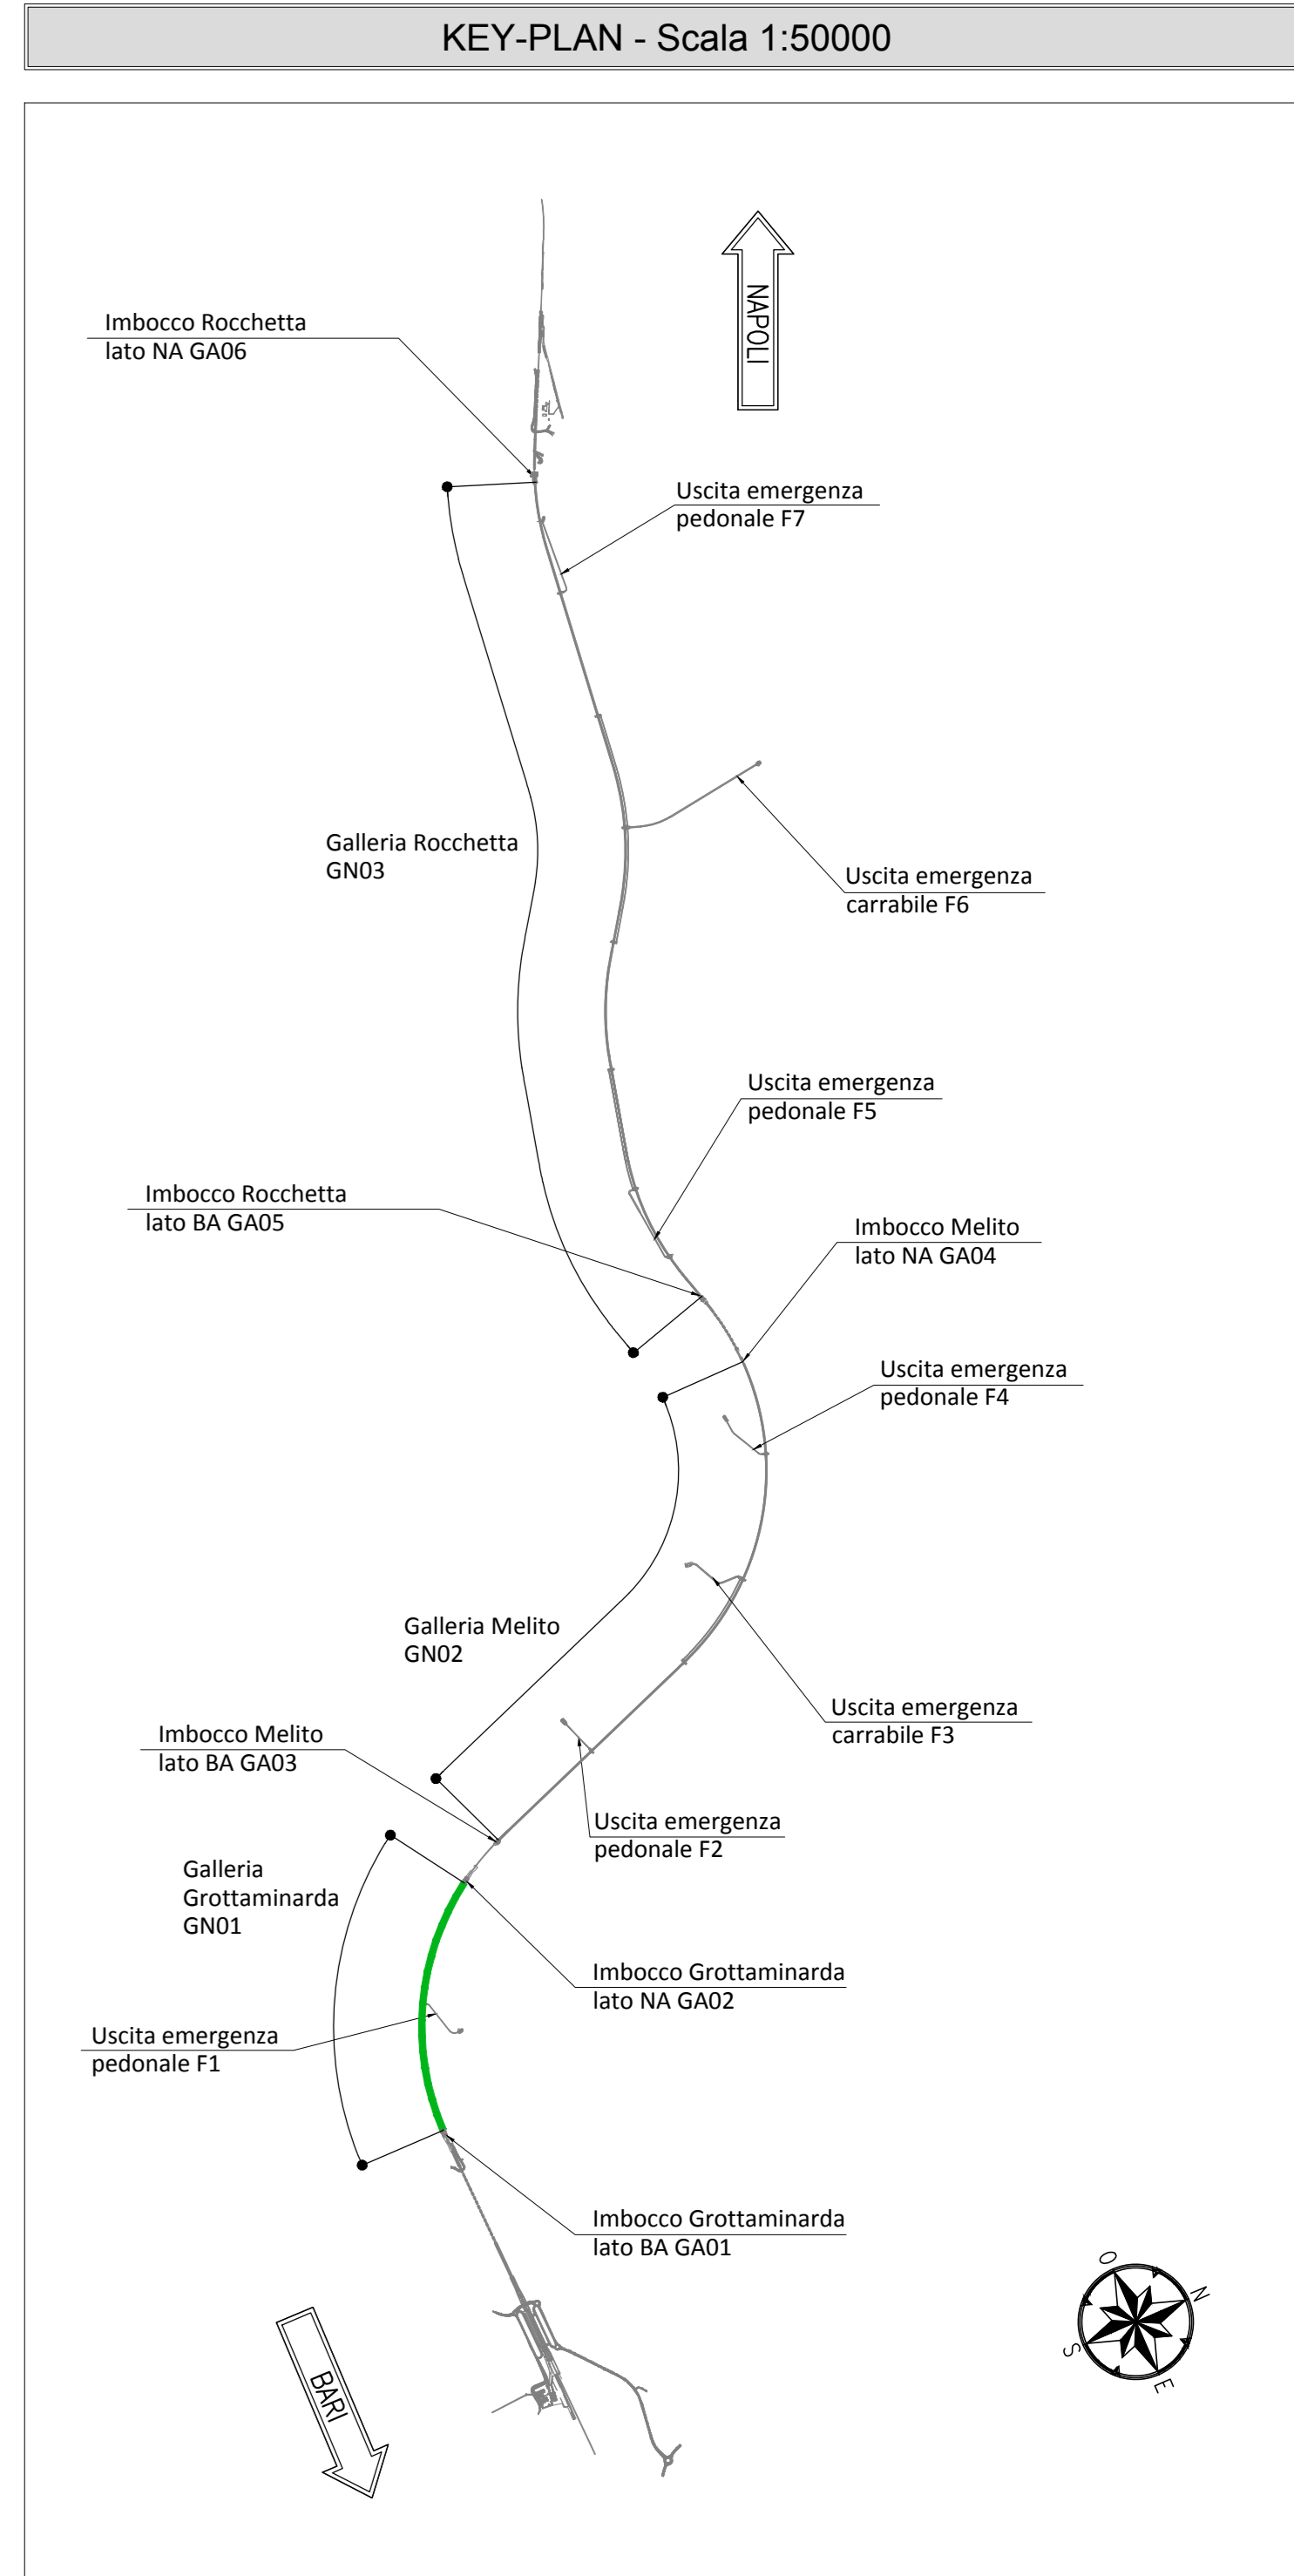 KEY-PLAN - Scala 1:50000
NAPOLI
Imbocco Rocchetta
lato NA GA06
Uscita emergenza
pedonale F7
Galleria Rocchetta
GN03
Uscita emergenza
carrabile F6
Uscita emergenza
pedonale F5
Imbocco Rocchetta
lato BA GA05
Imbocco Melito
lato NA GA04
Uscita emergenza
pedonale F4
Galleria Melito
GN02
Uscita emergenza
carrabile F3
Imbocco Melito
lato BA GA03
Uscita emergenza
pedonale F2
Galleria
Grottaminarda
GN01
Imbocco Grottaminarda
lato NA GA02
Uscita emergenza
pedonale F1
Imbocco Grottaminarda
lato BA GA01
O
N
S
E
BARI